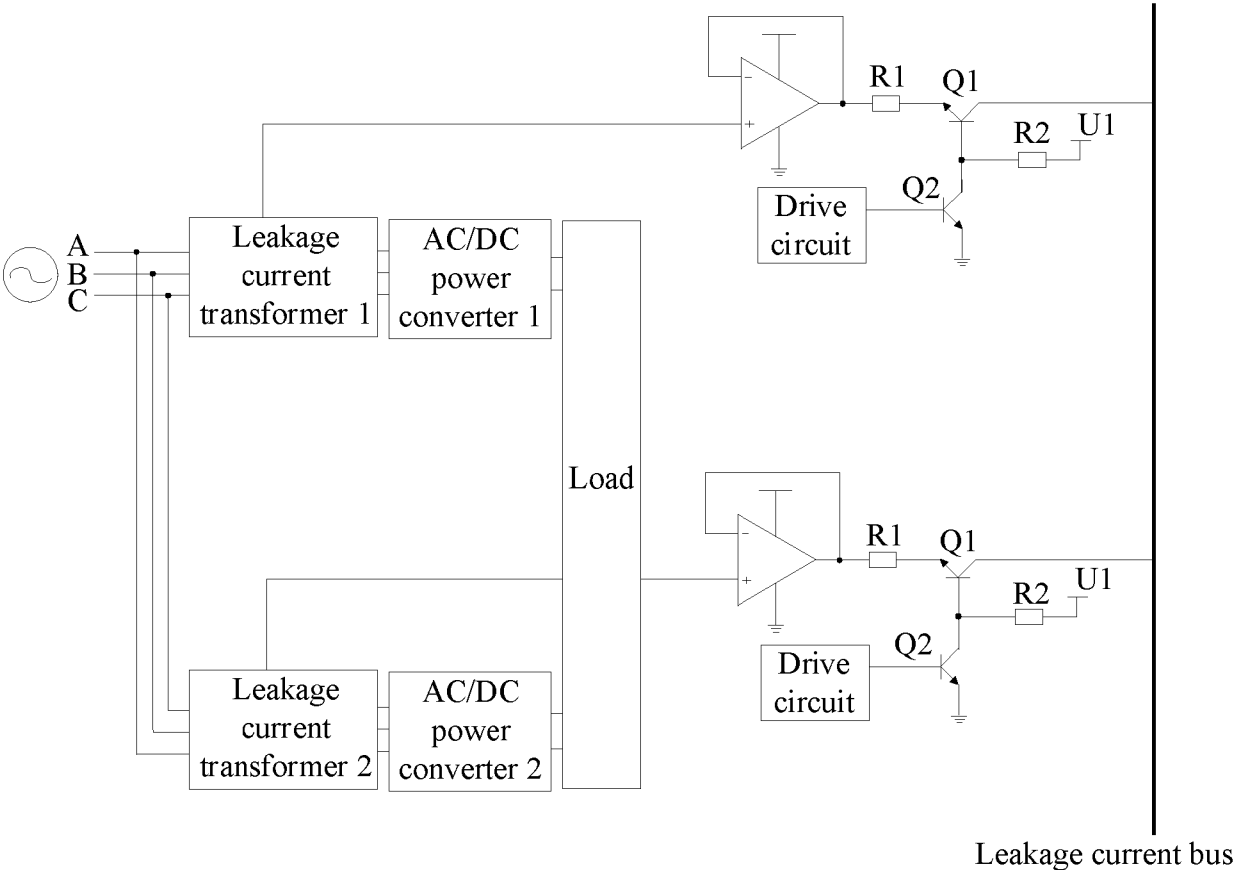 R1
Q1
R2
U1
Q2
Drive
circuit
A
B
C
Leakage
current
transformer 1
AC/DC
power
converter 1
Load
R1
Q1
R2
U1
Q2
Drive
circuit
Leakage
current
transformer 2
AC/DC
power
converter 2
Leakage current bus